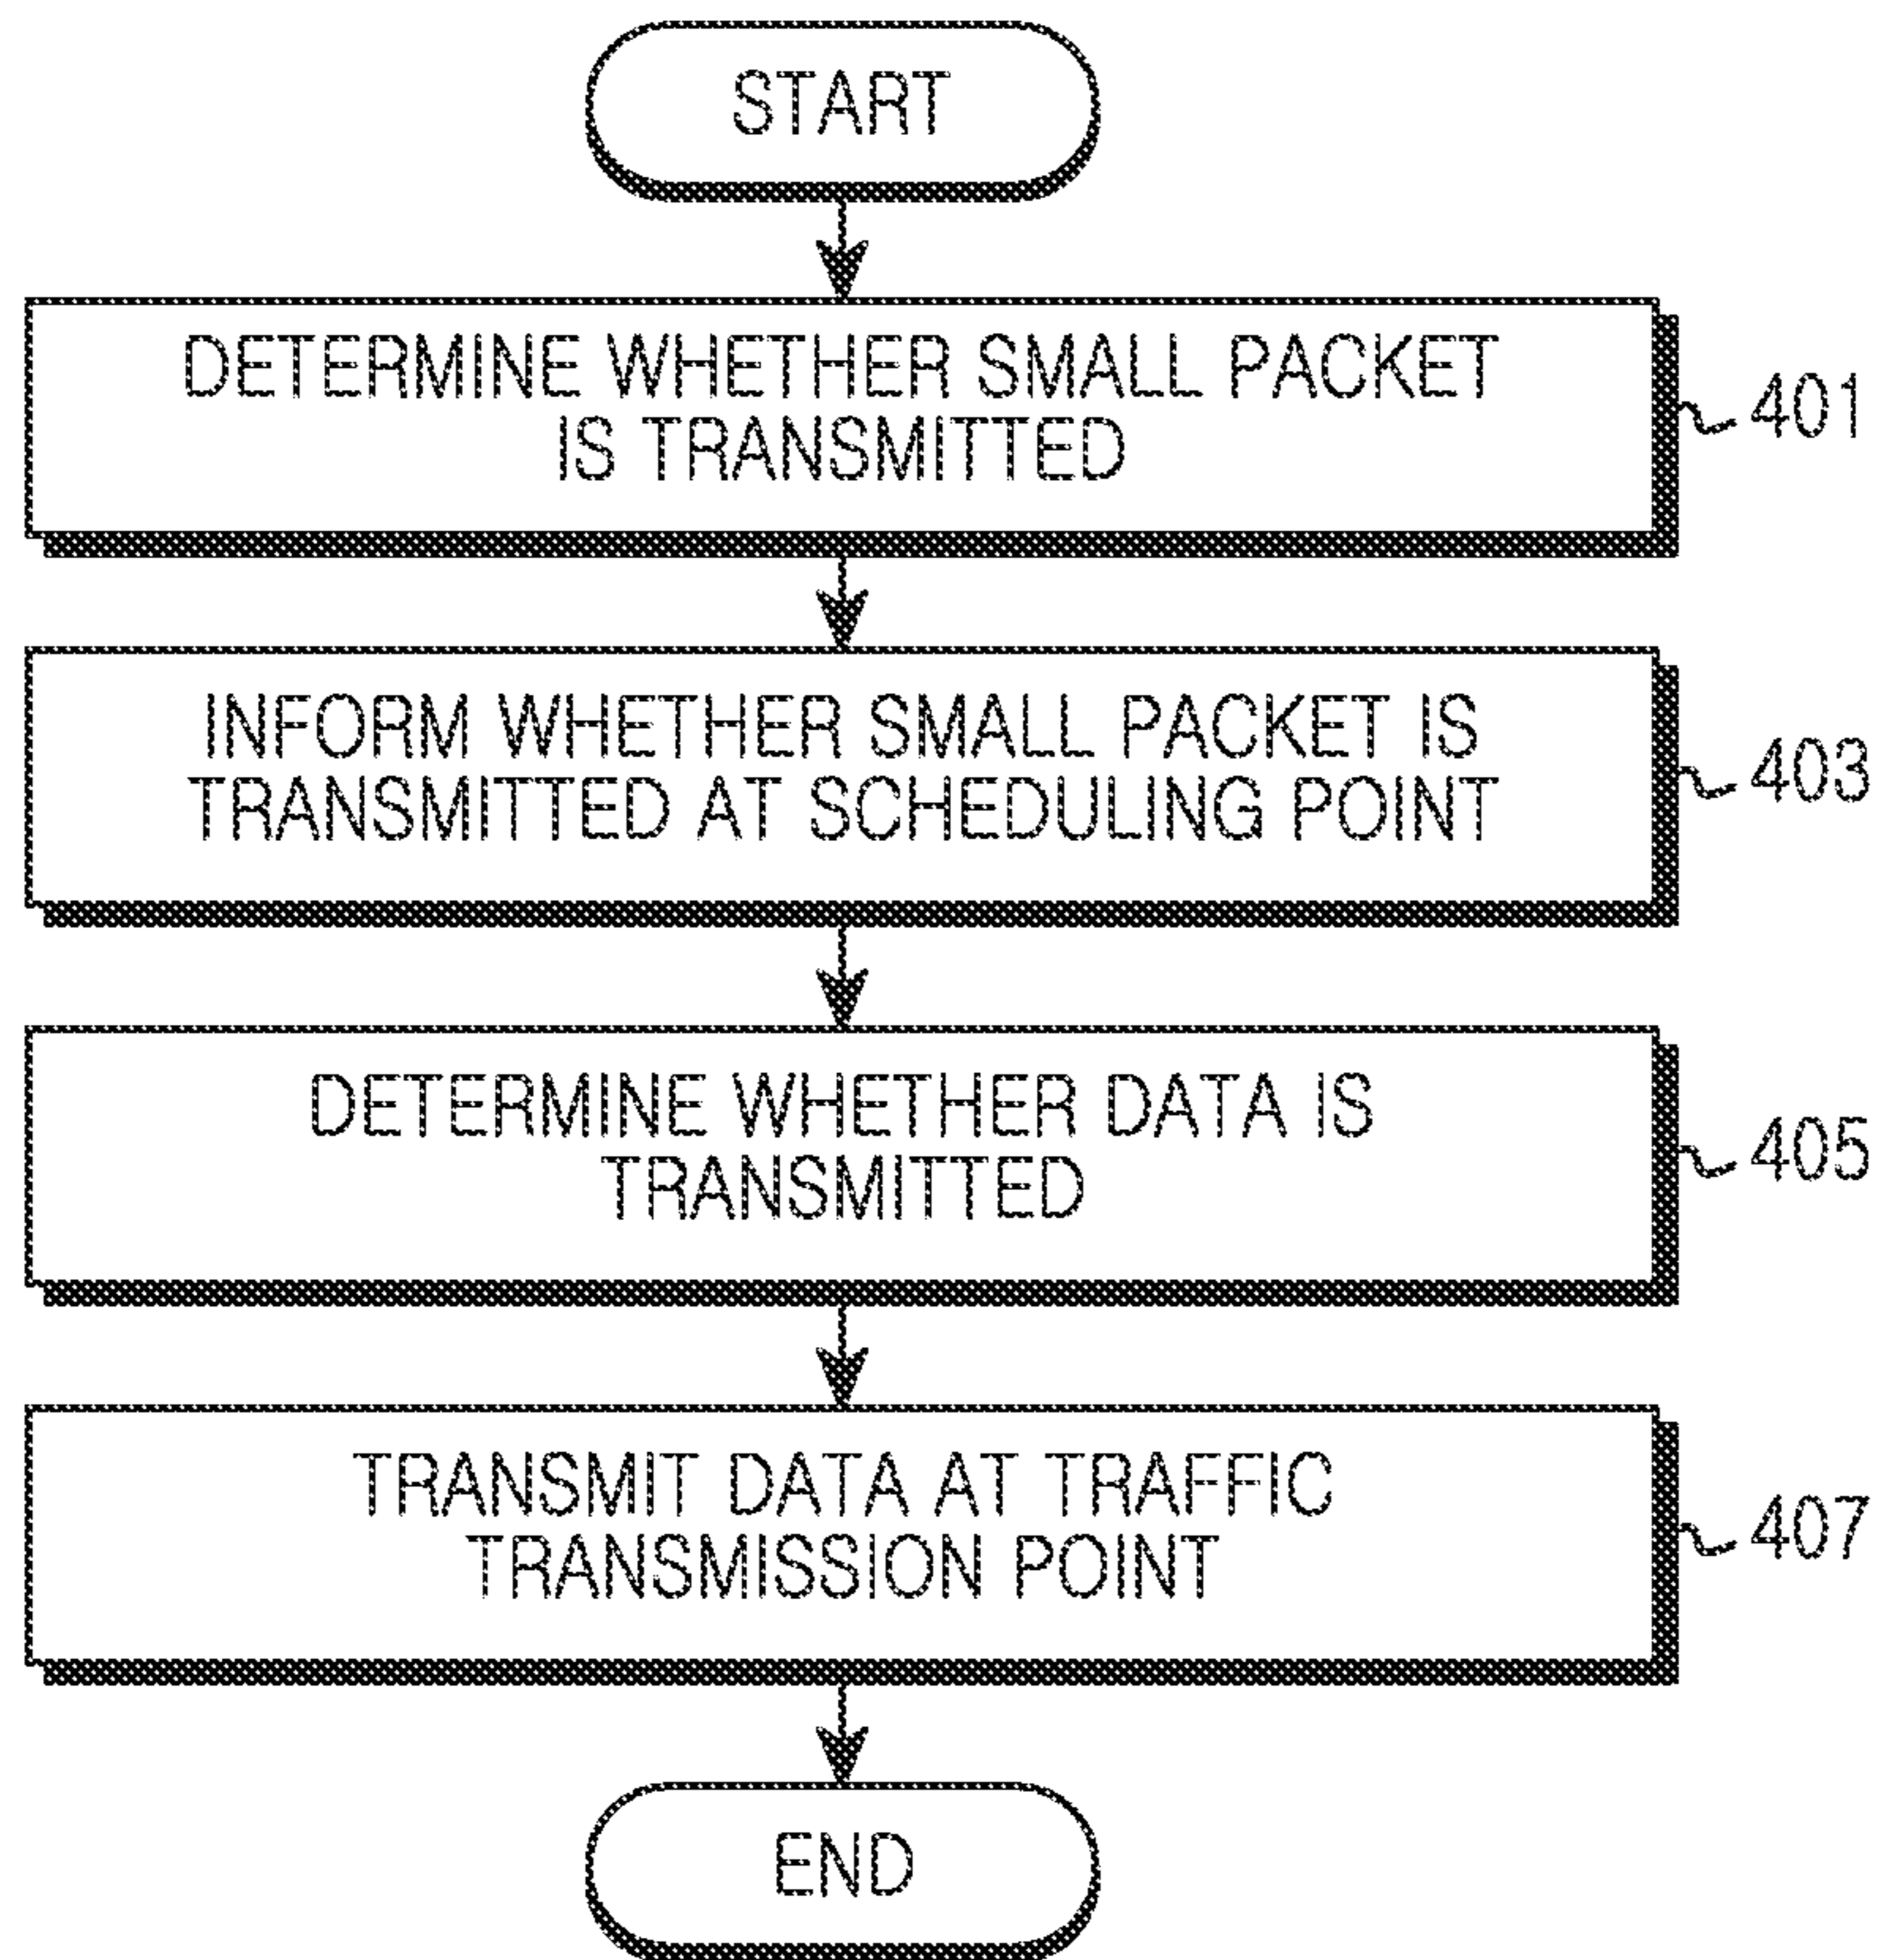 START
DETERMINE WHETHER SMALL PACKET
IS TRANSMITTED
401
INFORM WHETHER SMALL PACKET IS
TRANSMITTED AT SCHEDULING POINT
403
DETERMINE WHETHER DATA IS
TRANSMITTED
405
TRANSMIT DATA AT TRAFFIC
TRANSMISSION POINT
407
END